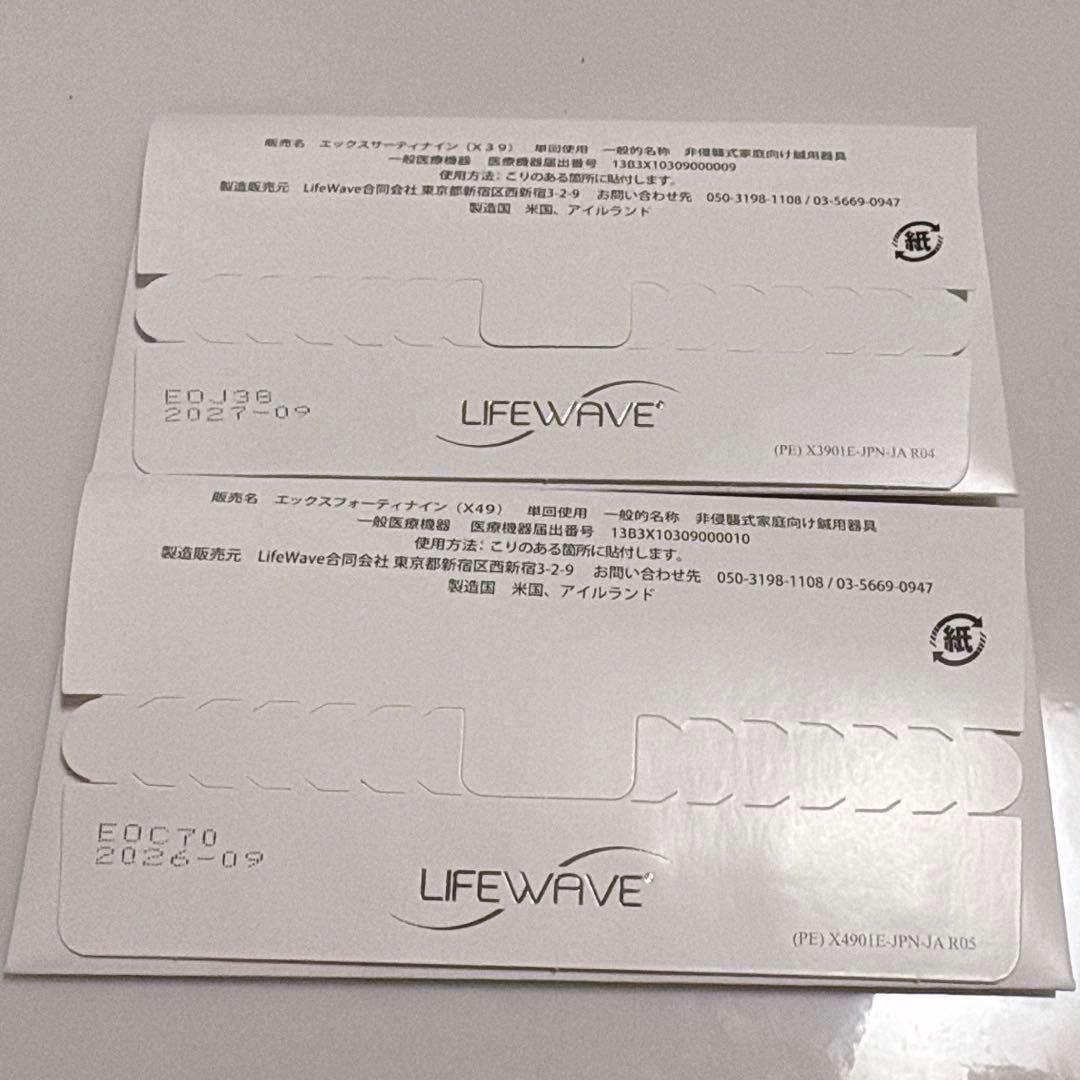 販売名 エックスサーティナイン（X39） 単回使用 一般的名称 非侵襲式家庭向け鍼用器具
一般医療機器 医療機器届出番号 13B3X10309000009
使用方法：こりのある箇所に貼付します。
製造販売元 LifeWave合同会社 東京都新宿区西新宿3-2-9 お問い合わせ先 050-3198-1108 / 03-5669-0947
製造国 米国、アイルランド
紙
EOJ38
2027-09
LIFEWAVE
(PE) X3901E-JPN-JA R04
販売名 エックスフォーティナイン（X49） 単回使用 一般的名称 非侵襲式家庭向け鍼用器具
一般医療機器 医療機器届出番号 13B3X10309000010
使用方法：こりのある箇所に貼付します。
製造販売元 LifeWave合同会社 東京都新宿区西新宿3-2-9 お問い合わせ先 050-3198-1108 / 03-5669-0947
製造国 米国、アイルランド
紙
EOC70
2026-09
LIFEWAVE
(PE) X4901E-JPN-JA R05